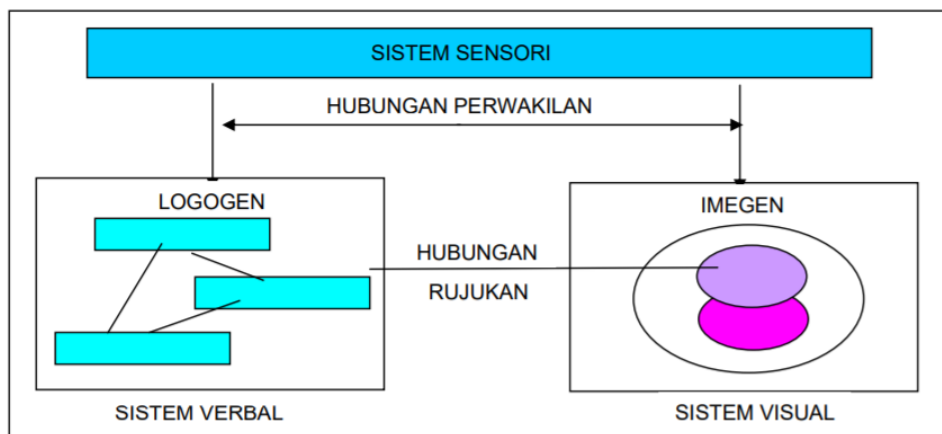 SISTEM SENSORI
HUBUNGAN PERWAKILAN
LOGOGEN
IMEGEN
HUBUNGAN
RUJUKAN
SISTEM VERBAL
SISTEM VISUAL